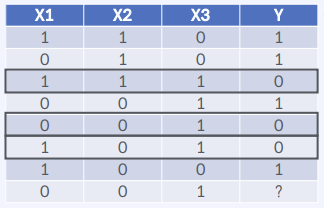 X1 X2 X3 Y
1 1 0 1
0 1 0 1
1 1 1 0
0 0 1 1
0 0 1 0
1 0 1 0
1 0 0 1
0 0 1 ?